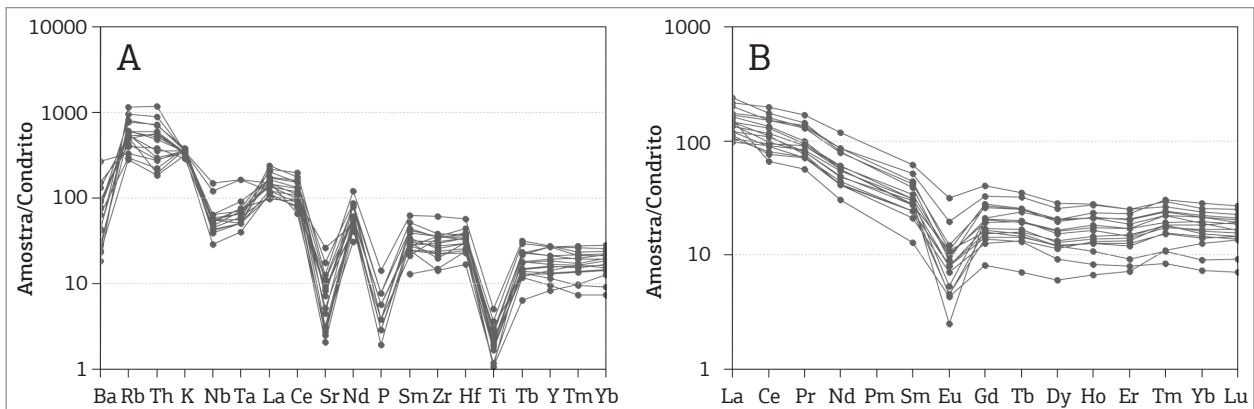 A
Amostra/Condrito
10000
1000
100
10
1
Ba Rb Th K Nb Ta La Ce Sr Nd P Sm Zr Hf Ti Tb Y Tm Yb
B
Amostra/Condrito
1000
100
10
1
La Ce Pr Nd Pm Sm Eu Gd Tb Dy Ho Er Tm Yb Lu